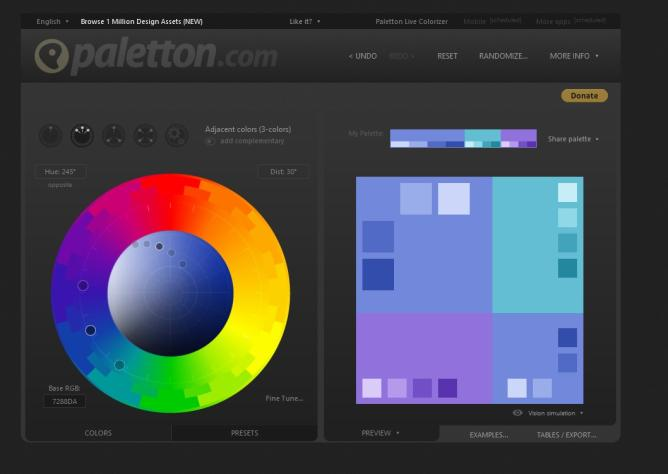 English ▾ Browse 1 Million Design Assets (NEW) Like it? ▾ Paletton Live Colorizer Mobile (scheduled) More apps (scheduled)
paletton.com
< UNDO REDO > RESET RANDOMIZE... MORE INFO ▾
Donate
Adjacent colors (3-colors)
add complementary
My Palette:
Share palette ▾
Hue: 245° Dist: 30°
opposite
Base RGB:
7288DA
Fine Tune...
Vision simulation ▾
COLORS PRESETS PREVIEW ▾ EXAMPLES... TABLES / EXPORT...